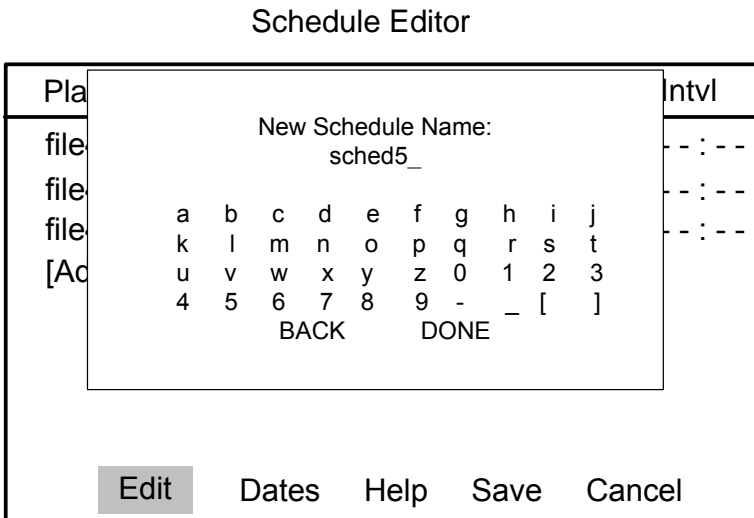 Schedule Editor
Pla Intvl
New Schedule Name:
sched5_
file - - : - -
file - - : - -
file - - : - -
[Ad
a b c d e f g h i j
k l m n o p q r s t
u v w x y z 0 1 2 3
4 5 6 7 8 9 - _ [ ]
BACK DONE
Edit Dates Help Save Cancel